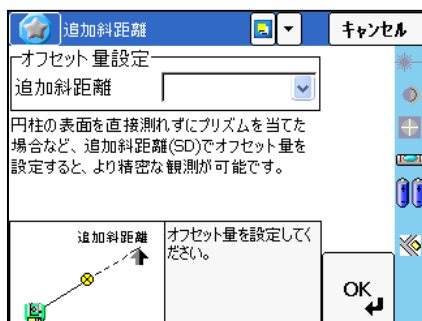 追加斜距離
キャンセル
オフセット量設定
追加斜距離
円柱の表面を直接測れずにプリズムを当てた
場合など、追加斜距離(SD)でオフセット量を
設定すると、より精密な観測が可能です。
追加斜距離
オフセット量を設定してく
ださい。
OK